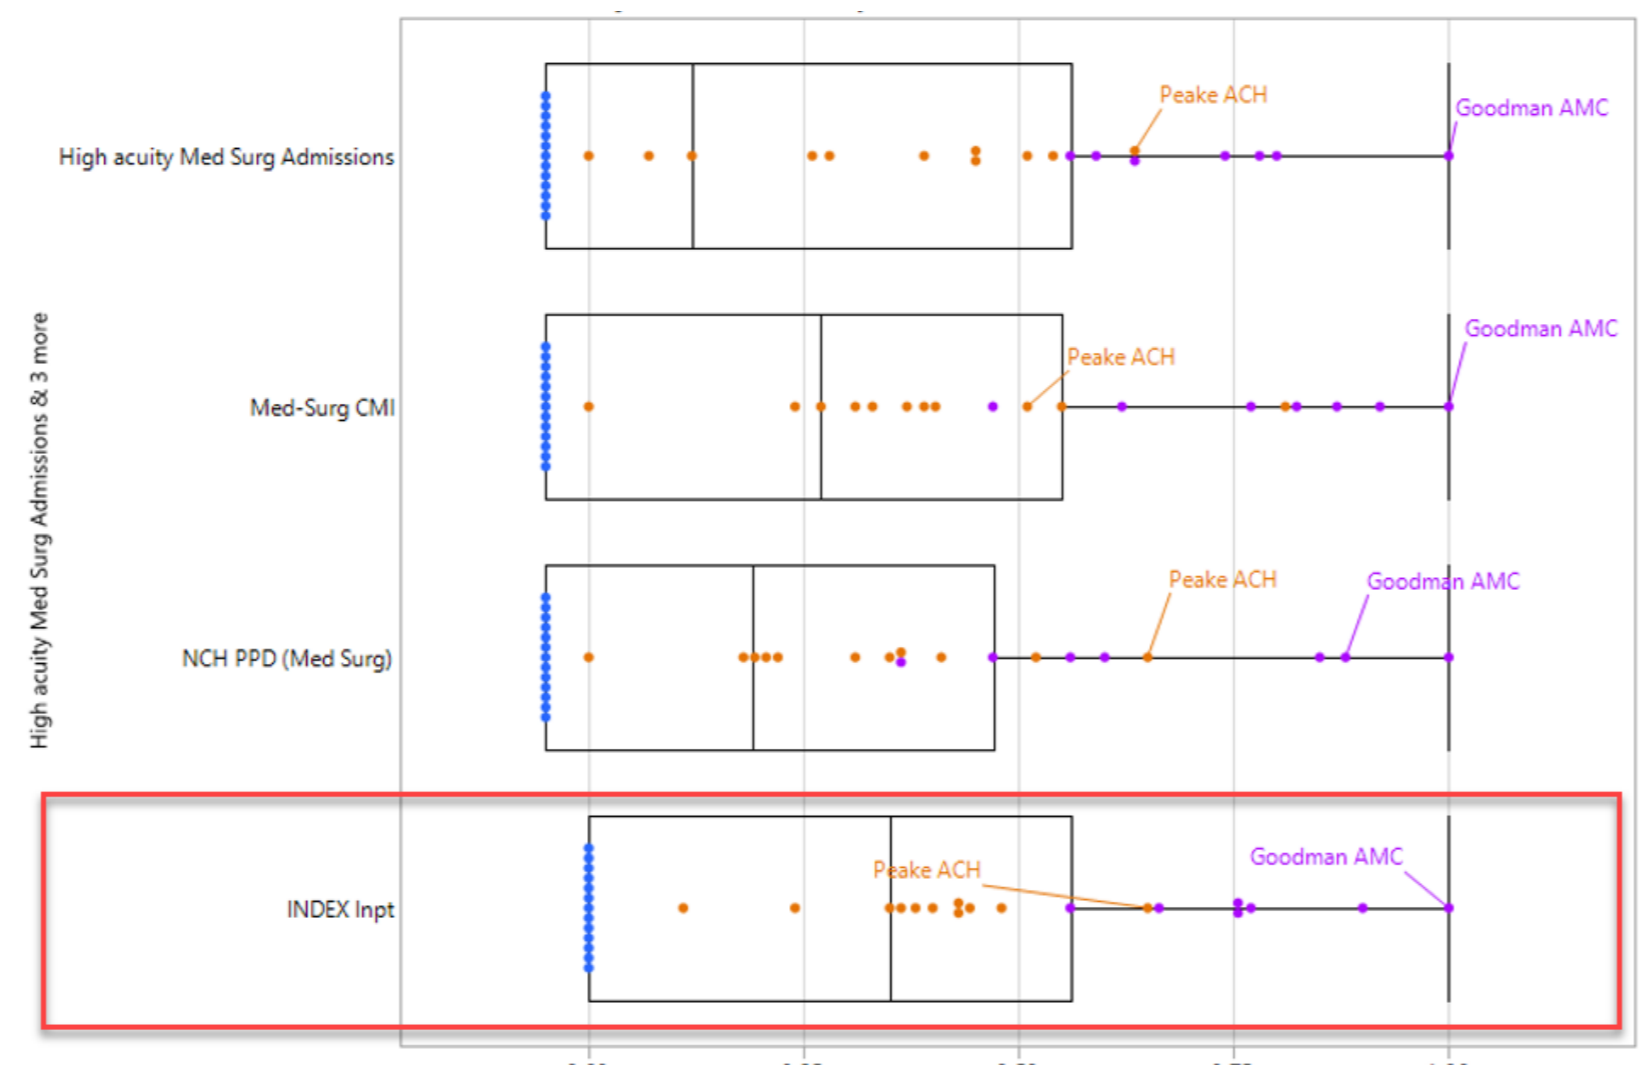 Peake ACH
Goodman AMC
High acuity Med Surg Admissions
Goodman AMC
Peake ACH
Med-Surg CMI
High acuity Med Surg Admissions & 3 more
Peake ACH
Goodman AMC
NCH PPD (Med Surg)
Goodman AMC
Peake ACH
INDEX Inpt